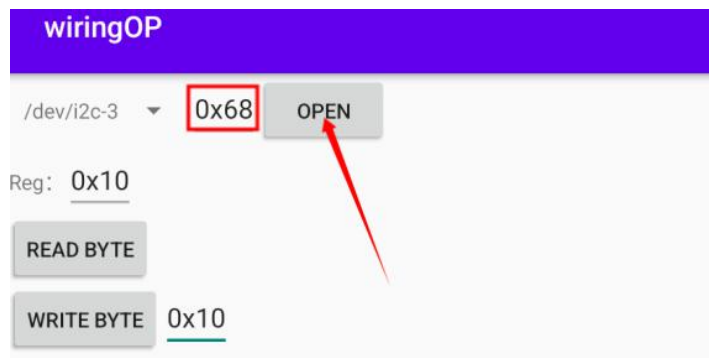 wiringOP
/dev/i2c-3 0x68 OPEN
Reg: 0x10
READ BYTE
WRITE BYTE 0x10